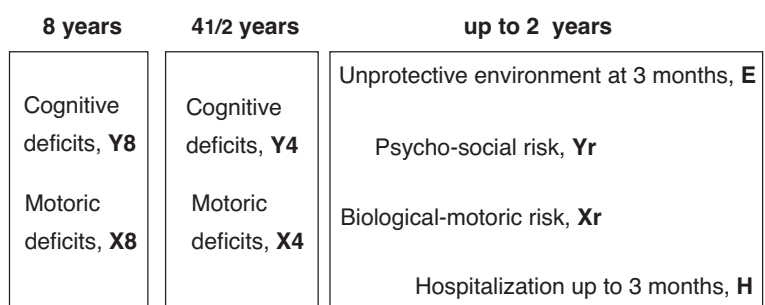 8 years
41/2 years
up to 2 years
Cognitive
deficits, Y8
Motoric
deficits, X8
Cognitive
deficits, Y4
Motoric
deficits, X4
Unprotective environment at 3 months, E
Psycho-social risk, Yr
Biological-motoric risk, Xr
Hospitalization up to 3 months, H